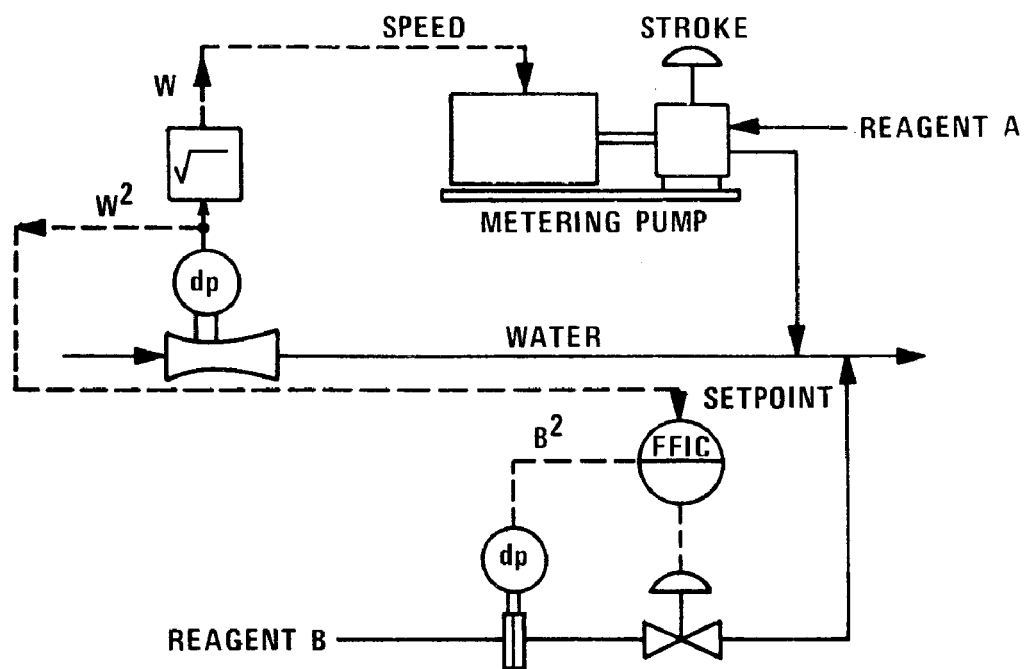 SPEED
STROKE
W
REAGENT A
√
W²
METERING PUMP
dp
WATER
SETPOINT
B²
FFIC
dp
REAGENT B